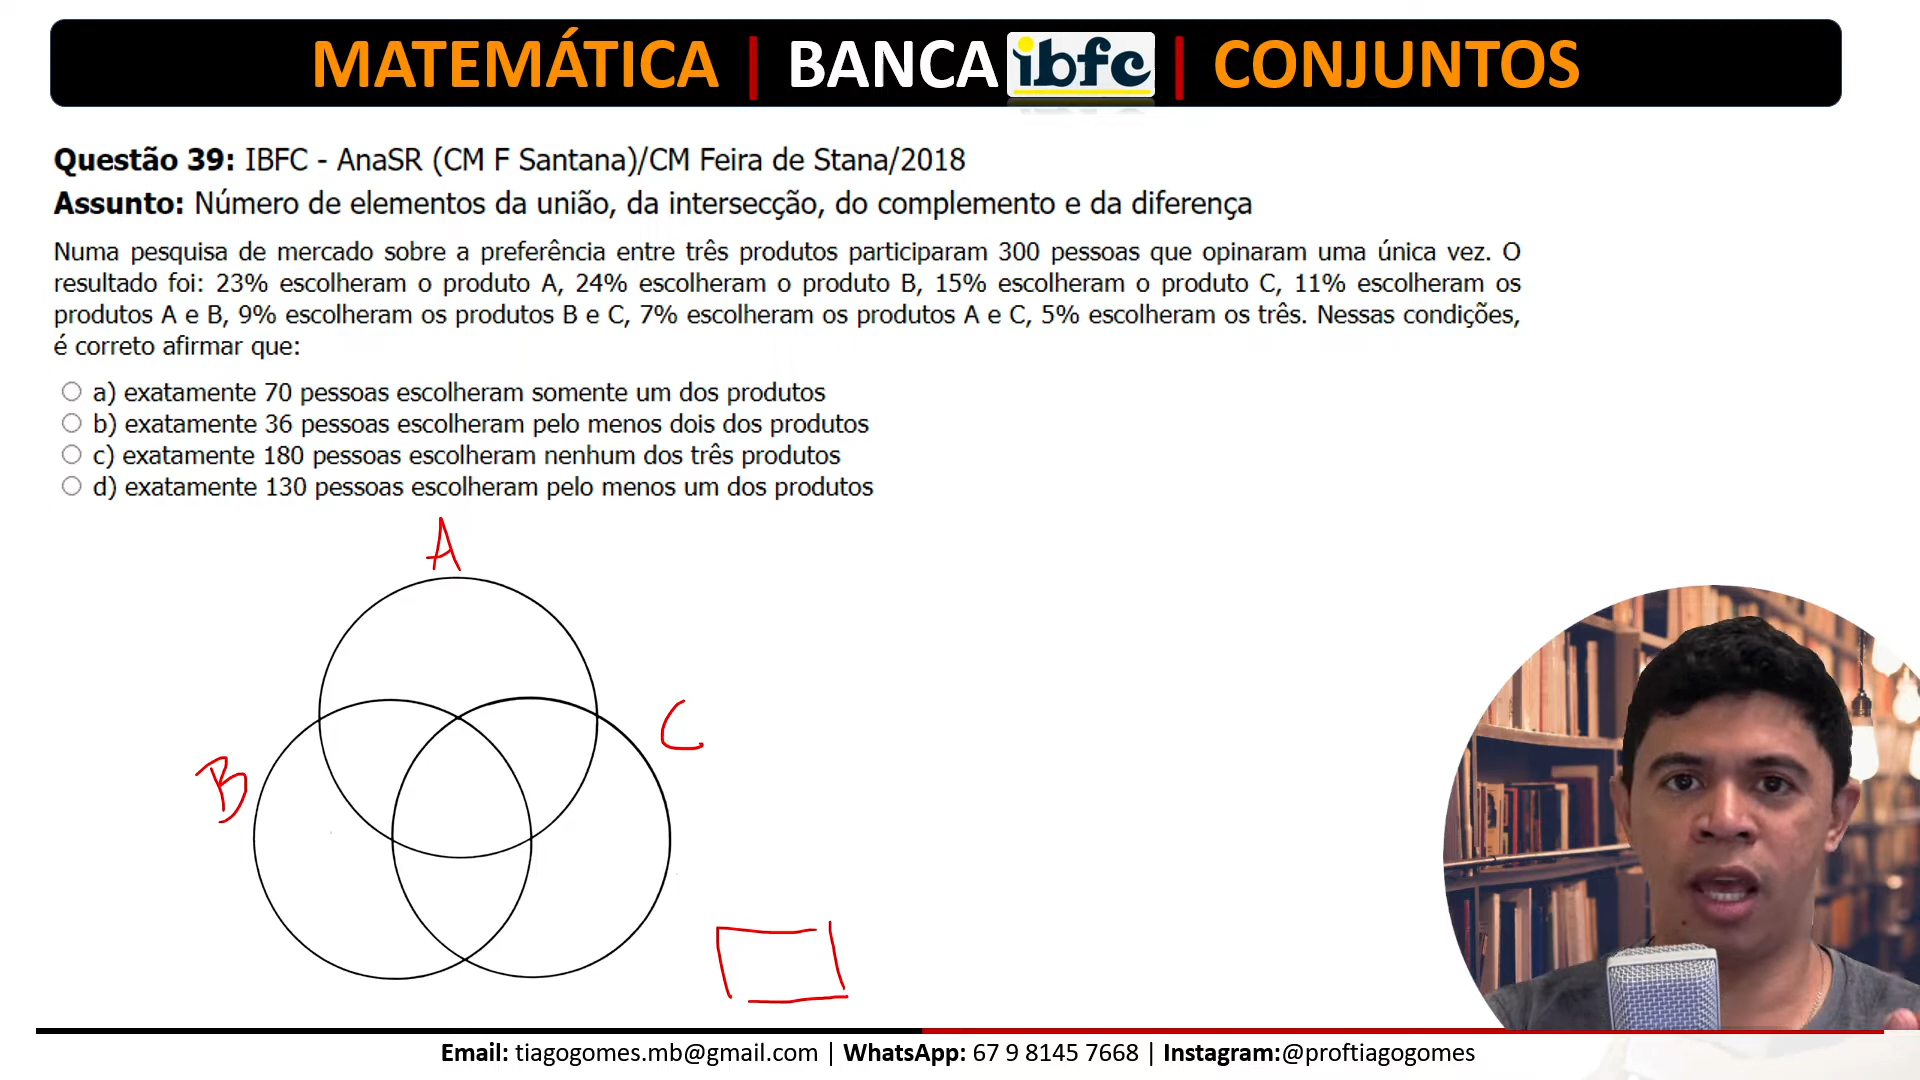 MATEMÁTICA | BANCA ibfc | CONJUNTOS
Questão 39: IBFC - AnaSR (CM F Santana)/CM Feira de Stana/2018
Assunto: Número de elementos da união, da intersecção, do complemento e da diferença
Numa pesquisa de mercado sobre a preferência entre três produtos participaram 300 pessoas que opinaram uma única vez. O
resultado foi: 23% escolheram o produto A, 24% escolheram o produto B, 15% escolheram o produto C, 11% escolheram os
produtos A e B, 9% escolheram os produtos B e C, 7% escolheram os produtos A e C, 5% escolheram os três. Nessas condições,
é correto afirmar que:
a) exatamente 70 pessoas escolheram somente um dos produtos
b) exatamente 36 pessoas escolheram pelo menos dois dos produtos
c) exatamente 180 pessoas escolheram nenhum dos três produtos
d) exatamente 130 pessoas escolheram pelo menos um dos produtos
A
C
B
Email: tiagogomes.mb@gmail.com | WhatsApp: 67 9 8145 7668 | Instagram:@proftiagogomes